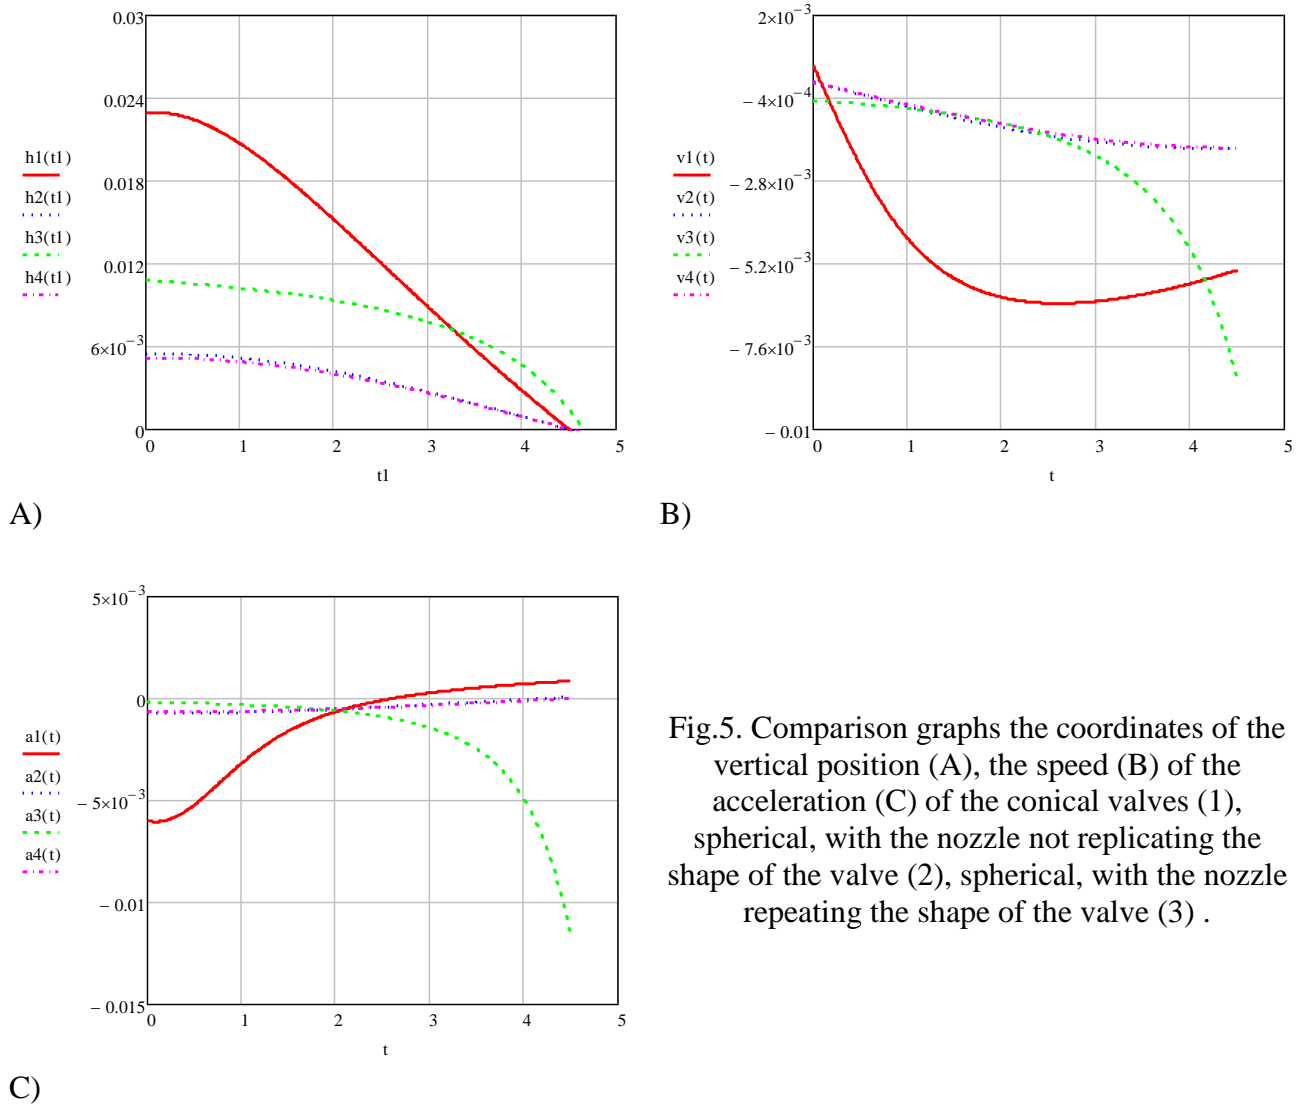 0.03
0.024
0.018
0.012
6×10⁻³
0
h1(t1)
h2(t1)
h3(t1)
h4(t1)
0 1 2 3 4 5
t1
A)
2×10⁻³
− 4×10⁻⁴
− 2.8×10⁻³
− 5.2×10⁻³
− 7.6×10⁻³
− 0.01
v1(t)
v2(t)
v3(t)
v4(t)
0 1 2 3 4 5
t
B)
5×10⁻³
0
− 5×10⁻³
− 0.01
− 0.015
a1(t)
a2(t)
a3(t)
a4(t)
0 1 2 3 4 5
t
C)
Fig.5. Comparison graphs the coordinates of the
vertical position (A), the speed (B) of the
acceleration (C) of the conical valves (1),
spherical, with the nozzle not replicating the
shape of the valve (2), spherical, with the nozzle
repeating the shape of the valve (3) .